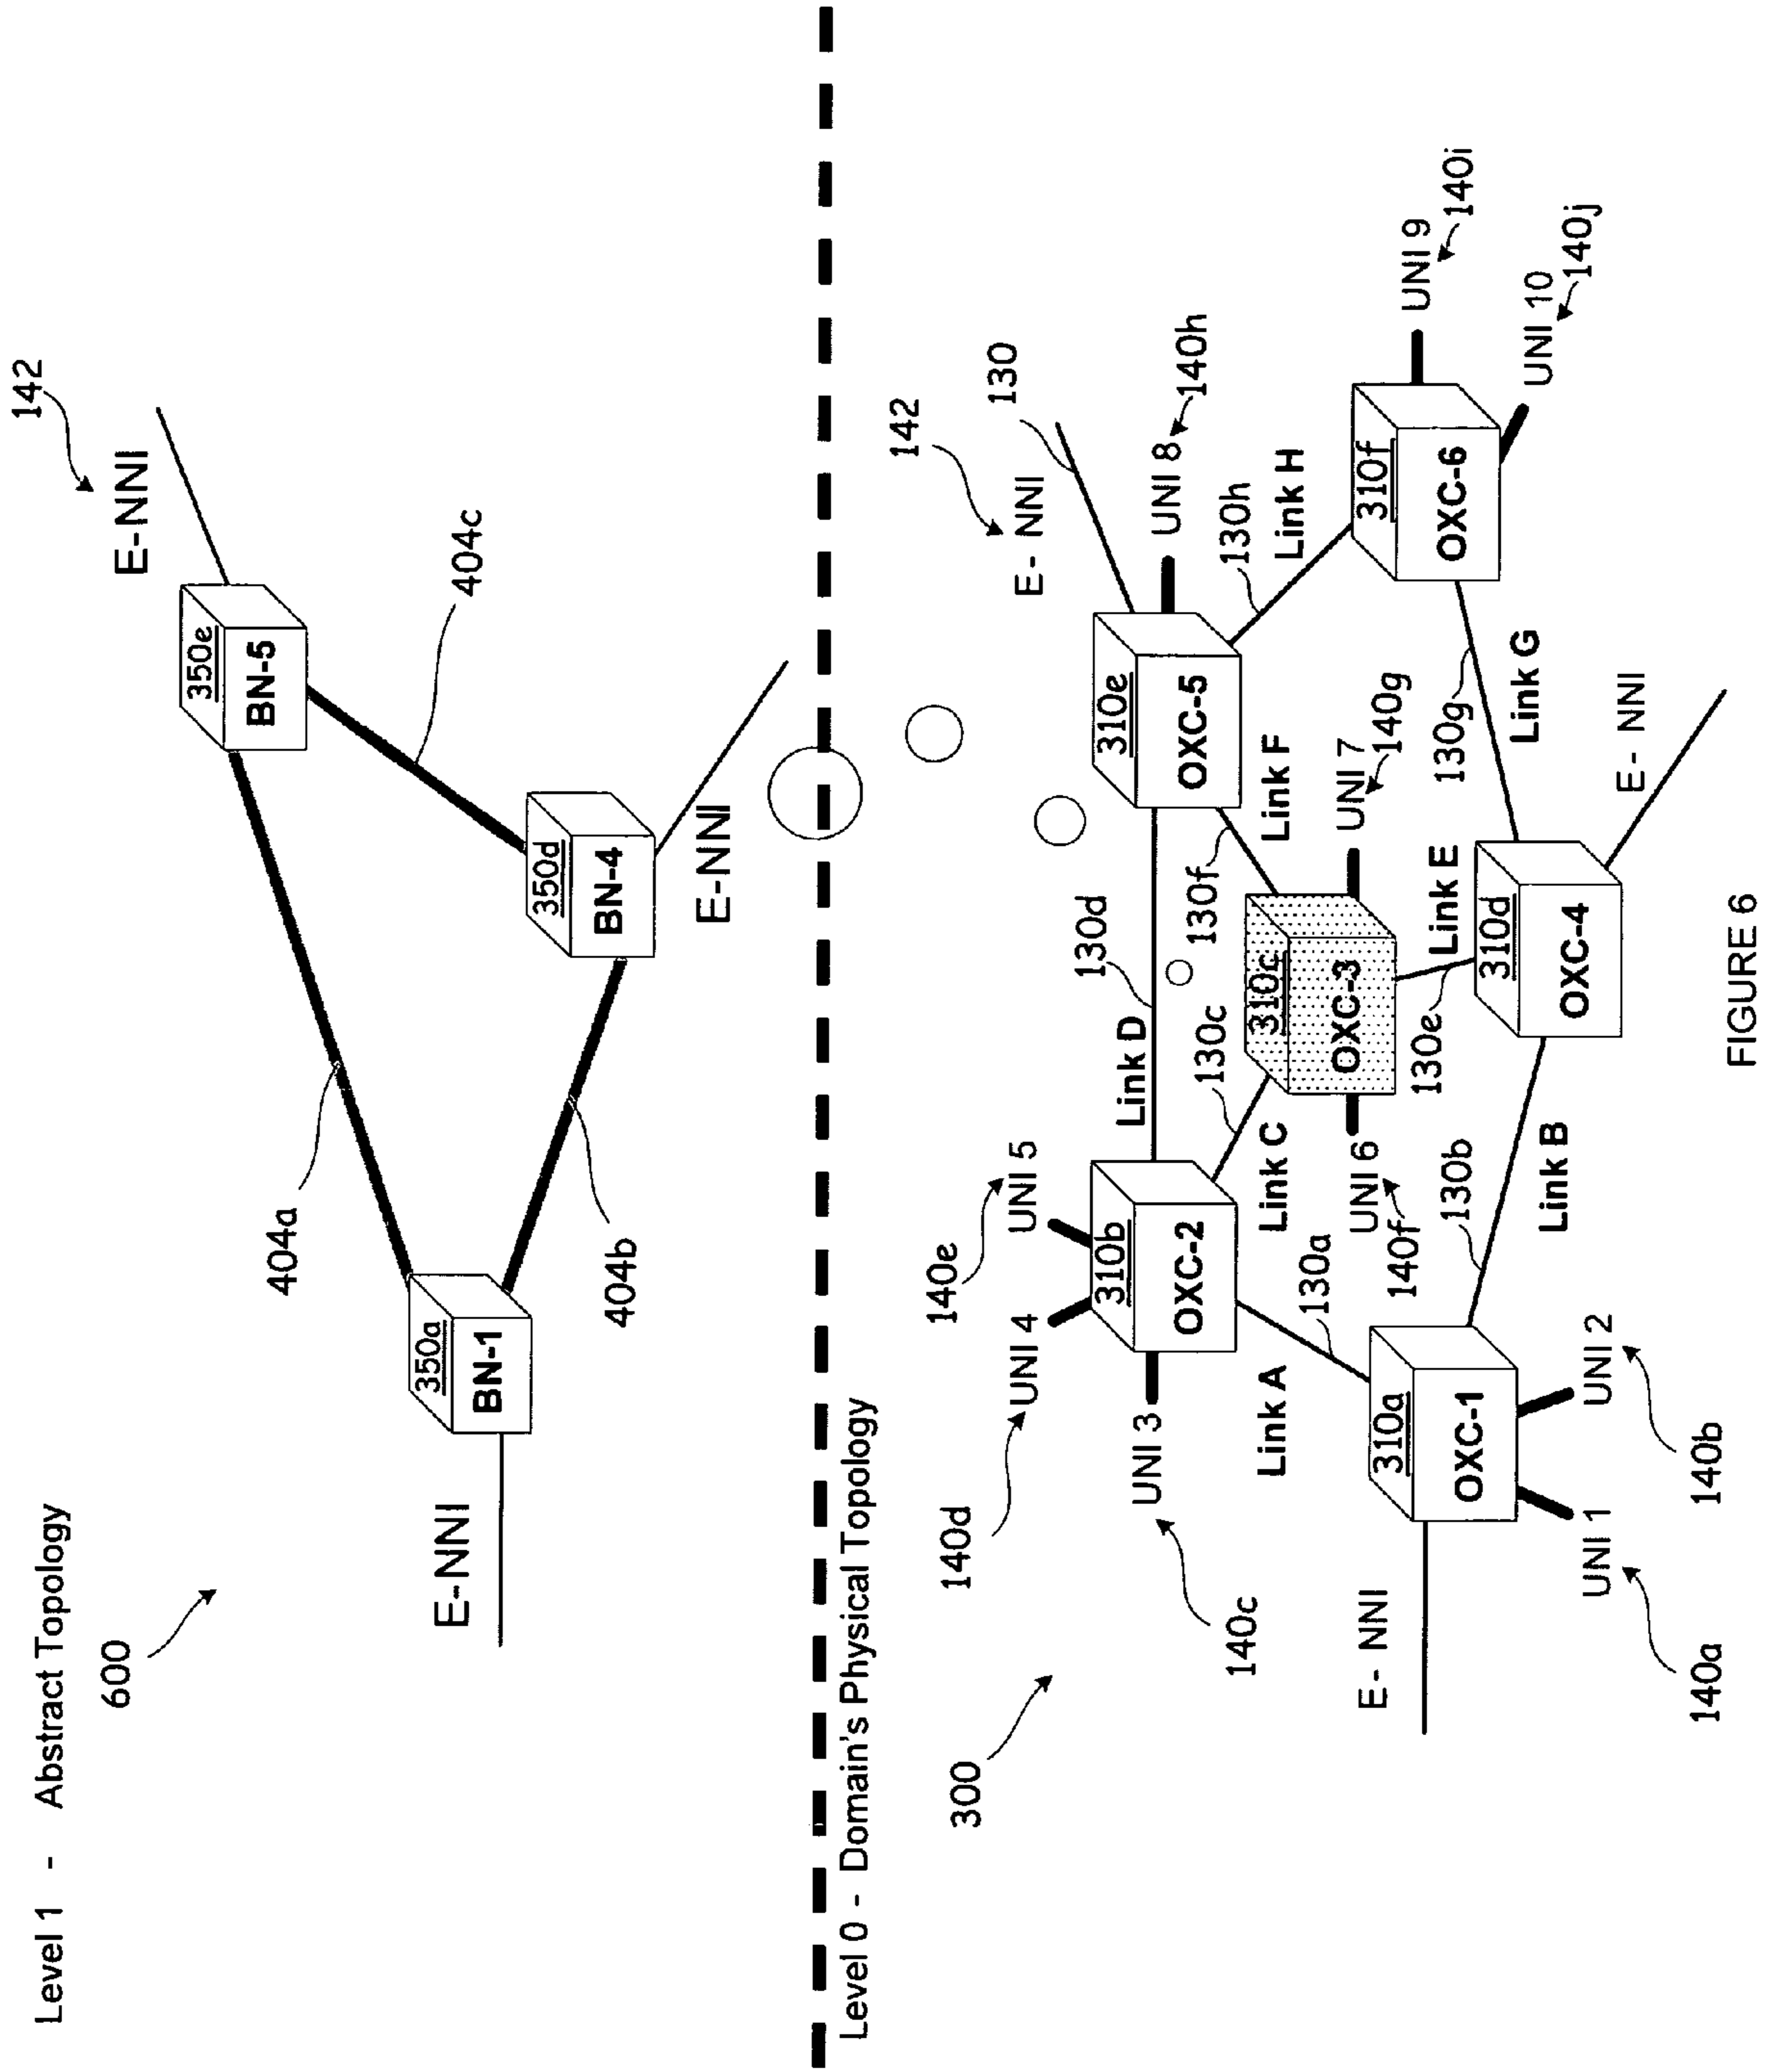 Level 1 - Abstract Topology
600
142
E-NNI
350e
BN-5
404a
404c
350d
BN-4
350a
BN-1
E-NNI
404b
E-NNI
Level 0 - Domain's Physical Topology
300
142
130
E- NNI
140e
UNI 5
140d
UNI 4
310b
OXC-2
UNI 3
140c
Link D
130d
310e
OXC-5
UNI 8
140h
130c
130f
130h
Link H
Link C
Link F
310c
OXC-3
UNI 6
140f
UNI 7
140g
Link A
130a
310f
OXC-6
UNI 9
140i
UNI 10
140j
E- NNI
310a
OXC-1
130b
Link B
130e
Link E
310d
OXC-4
130g
Link G
E- NNI
UNI 1
140a
UNI 2
140b
FIGURE 6